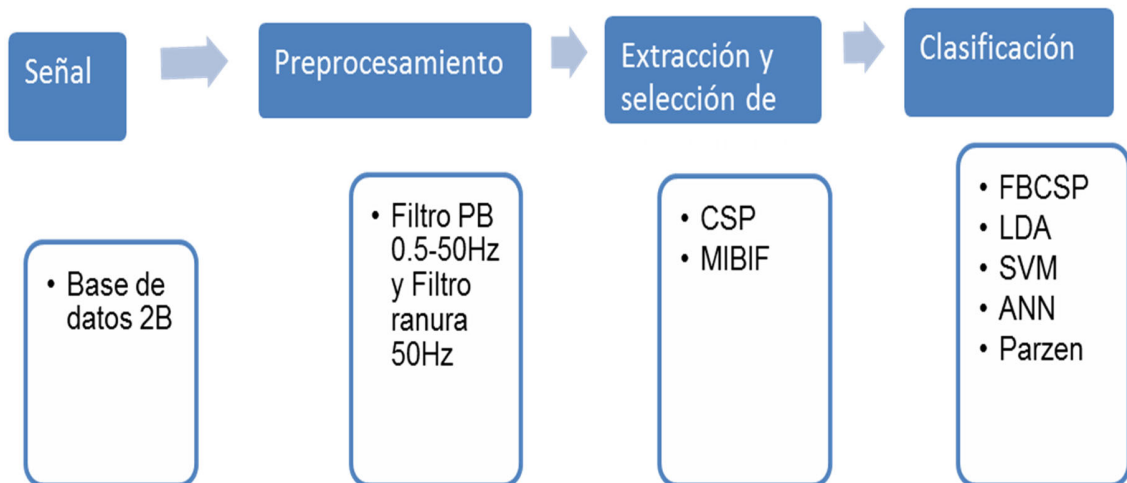 Señal
Preprocesamiento
Extracción y
selección de
Clasificación
• Base de
datos 2B
• Filtro PB
0.5-50Hz
y Filtro
ranura
50Hz
• CSP
• MIBIF
• FBCSP
• LDA
• SVM
• ANN
• Parzen